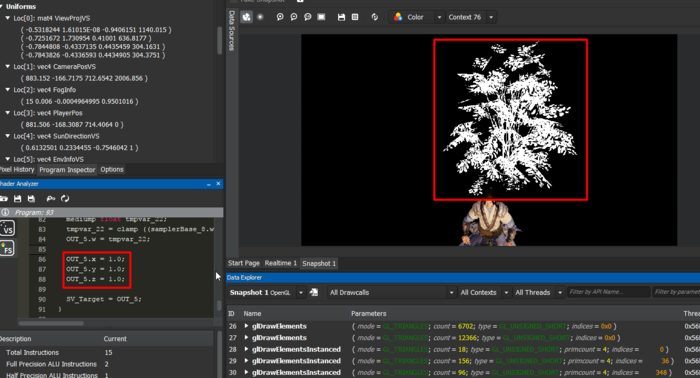 Uniforms
Loc[0]: mat4 ViewProjVS
( -0.5318244 1.61015E-08 -0.9406151 1140.015 )
( -0.7251672 1.730954 0.41001 636.8177 )
( -0.7844808 -0.4337135 0.4435459 304.1631 )
( -0.7843826 -0.4336593 0.4434905 304.3751 )
Loc[1]: vec4 CameraPosVS
( 883.152 -166.7175 712.6542 2006.856 )
Loc[2]: vec4 FogInfo
( 15 0.006 -0.0004964995 0.9501016 )
Loc[3]: vec4 PlayerPos
( 881.506 -168.3087 714.4064 0 )
Loc[4]: vec4 SunDirectionVS
( 0.6132501 0.2334455 -0.7546042 1 )
Loc[5]: vec4 EnvInfoVS
Pixel History Program Inspector Options
Shader Analyzer
Program: 93
VS
FS
82 mediump float tmpvar_22;
83 tmpvar_22 = clamp ((samplerBase_8.w
84 OUT_5.w = tmpvar_22;
85
86 OUT_5.x = 1.0;
87 OUT_5.y = 1.0;
88 OUT_5.z = 1.0;
89
90 SV_Target = OUT_5;
91 }
Description Current
Total Instructions 15
Full Precision ALU Instructions 2
Half Precision ALU Instructions 1
Data Sources
Color Context 76
Start Page Realtime 1 Snapshot 1
Data Explorer
Snapshot 1 OpenGL All Drawcalls All Contexts All Threads Filter by API Name... Filter by parameter
ID Name Parameters Threa
26 glDrawElements ( mode = GL_TRIANGLES; count = 6702; type = GL_UNSIGNED_SHORT; indices = 0x0 ) 0x56
27 glDrawElements ( mode = GL_TRIANGLES; count = 12366; type = GL_UNSIGNED_SHORT; indices = 0x0 ) 0x56
28 glDrawElementsInstanced ( mode = GL_TRIANGLES; count = 18; type = GL_UNSIGNED_SHORT; primcount = 4; indices = 0 ) 0x56
29 glDrawElementsInstanced ( mode = GL_TRIANGLES; count = 156; type = GL_UNSIGNED_SHORT; primcount = 4; indices = 36 ) 0x56
30 glDrawElementsInstanced ( mode = GL_TRIANGLES; count = 96; type = GL_UNSIGNED_SHORT; primcount = 4; indices = 348 ) 0x56